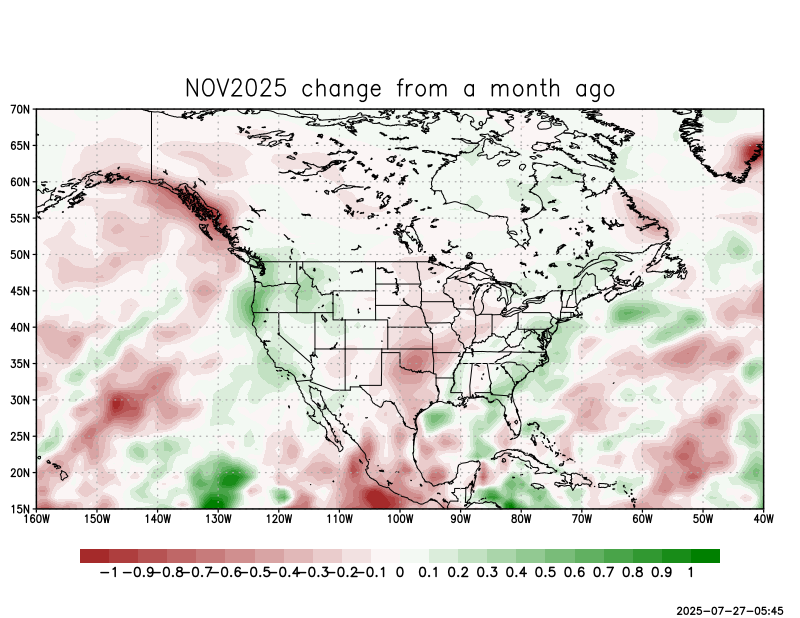 NOV2025 change from a month ago
70N
65N
60N
55N
50N
45N
40N
35N
30N
25N
20N
15N
160W 150W 140W 130W 120W 110W 100W 90W 80W 70W 60W 50W 40W
-1 -0.9 -0.8 -0.7 -0.6 -0.5 -0.4 -0.3 -0.2 -0.1 0 0.1 0.2 0.3 0.4 0.5 0.6 0.7 0.8 0.9 1
2025-07-27-05:45